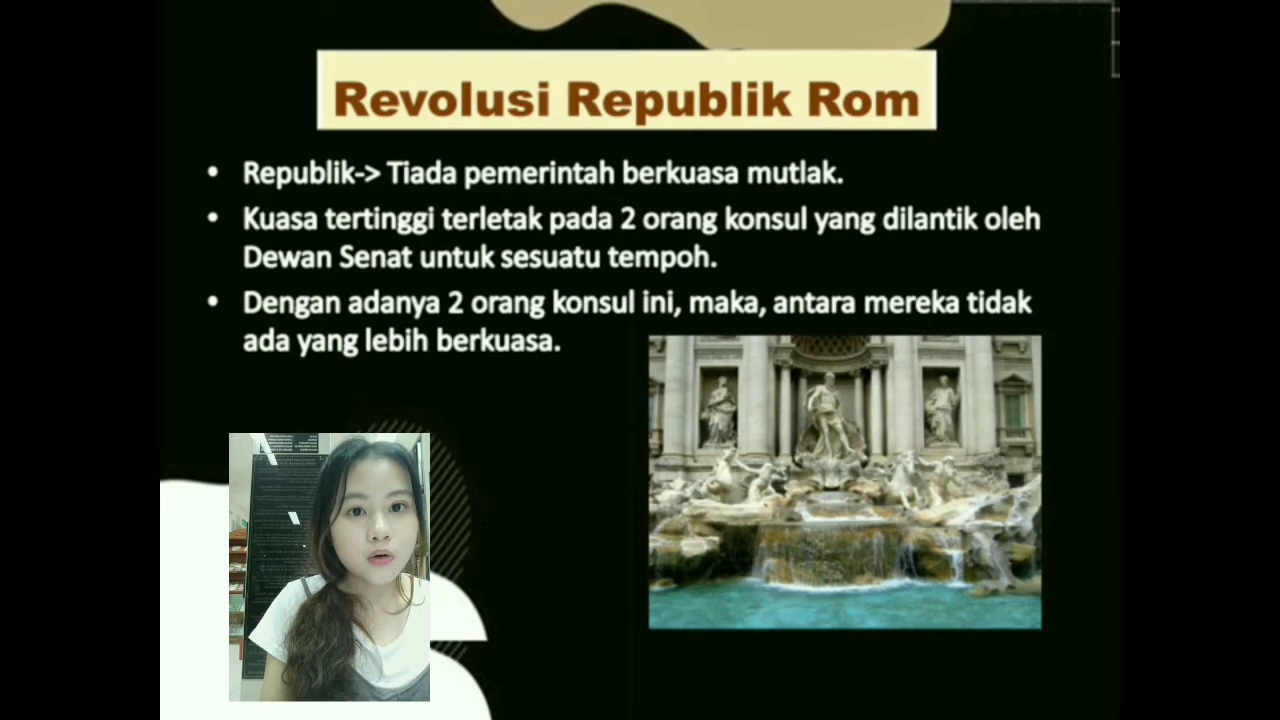 Revolusi Republik Rom
• Republik-> Tiada pemerintah berkuasa mutlak.
• Kuasa tertinggi terletak pada 2 orang konsul yang dilantik oleh
Dewan Senat untuk sesuatu tempoh.
• Dengan adanya 2 orang konsul ini, maka, antara mereka tidak
ada yang lebih berkuasa.